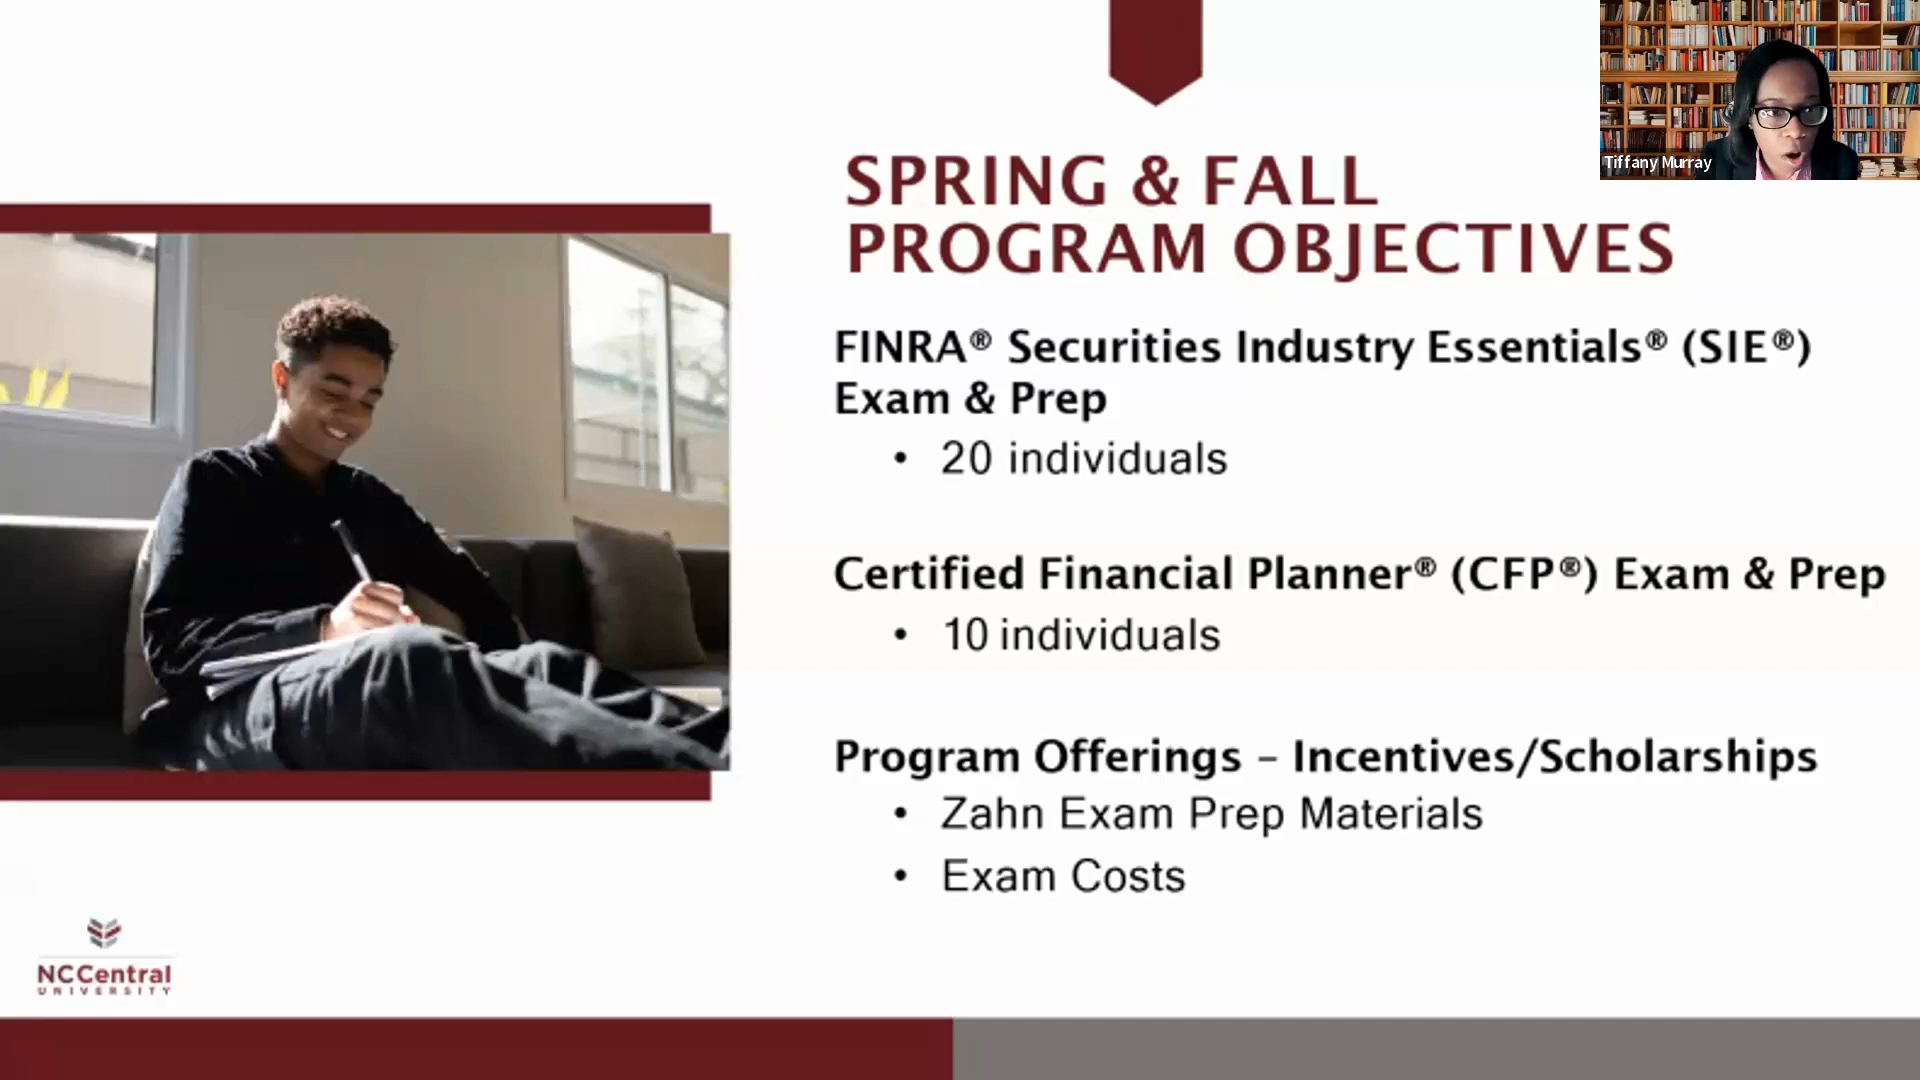 Tiffany Murray
SPRING & FALL
PROGRAM OBJECTIVES
FINRA® Securities Industry Essentials® (SIE®)
Exam & Prep
• 20 individuals
Certified Financial Planner® (CFP®) Exam & Prep
• 10 individuals
Program Offerings – Incentives/Scholarships
• Zahn Exam Prep Materials
• Exam Costs
NCCentral
UNIVERSITY